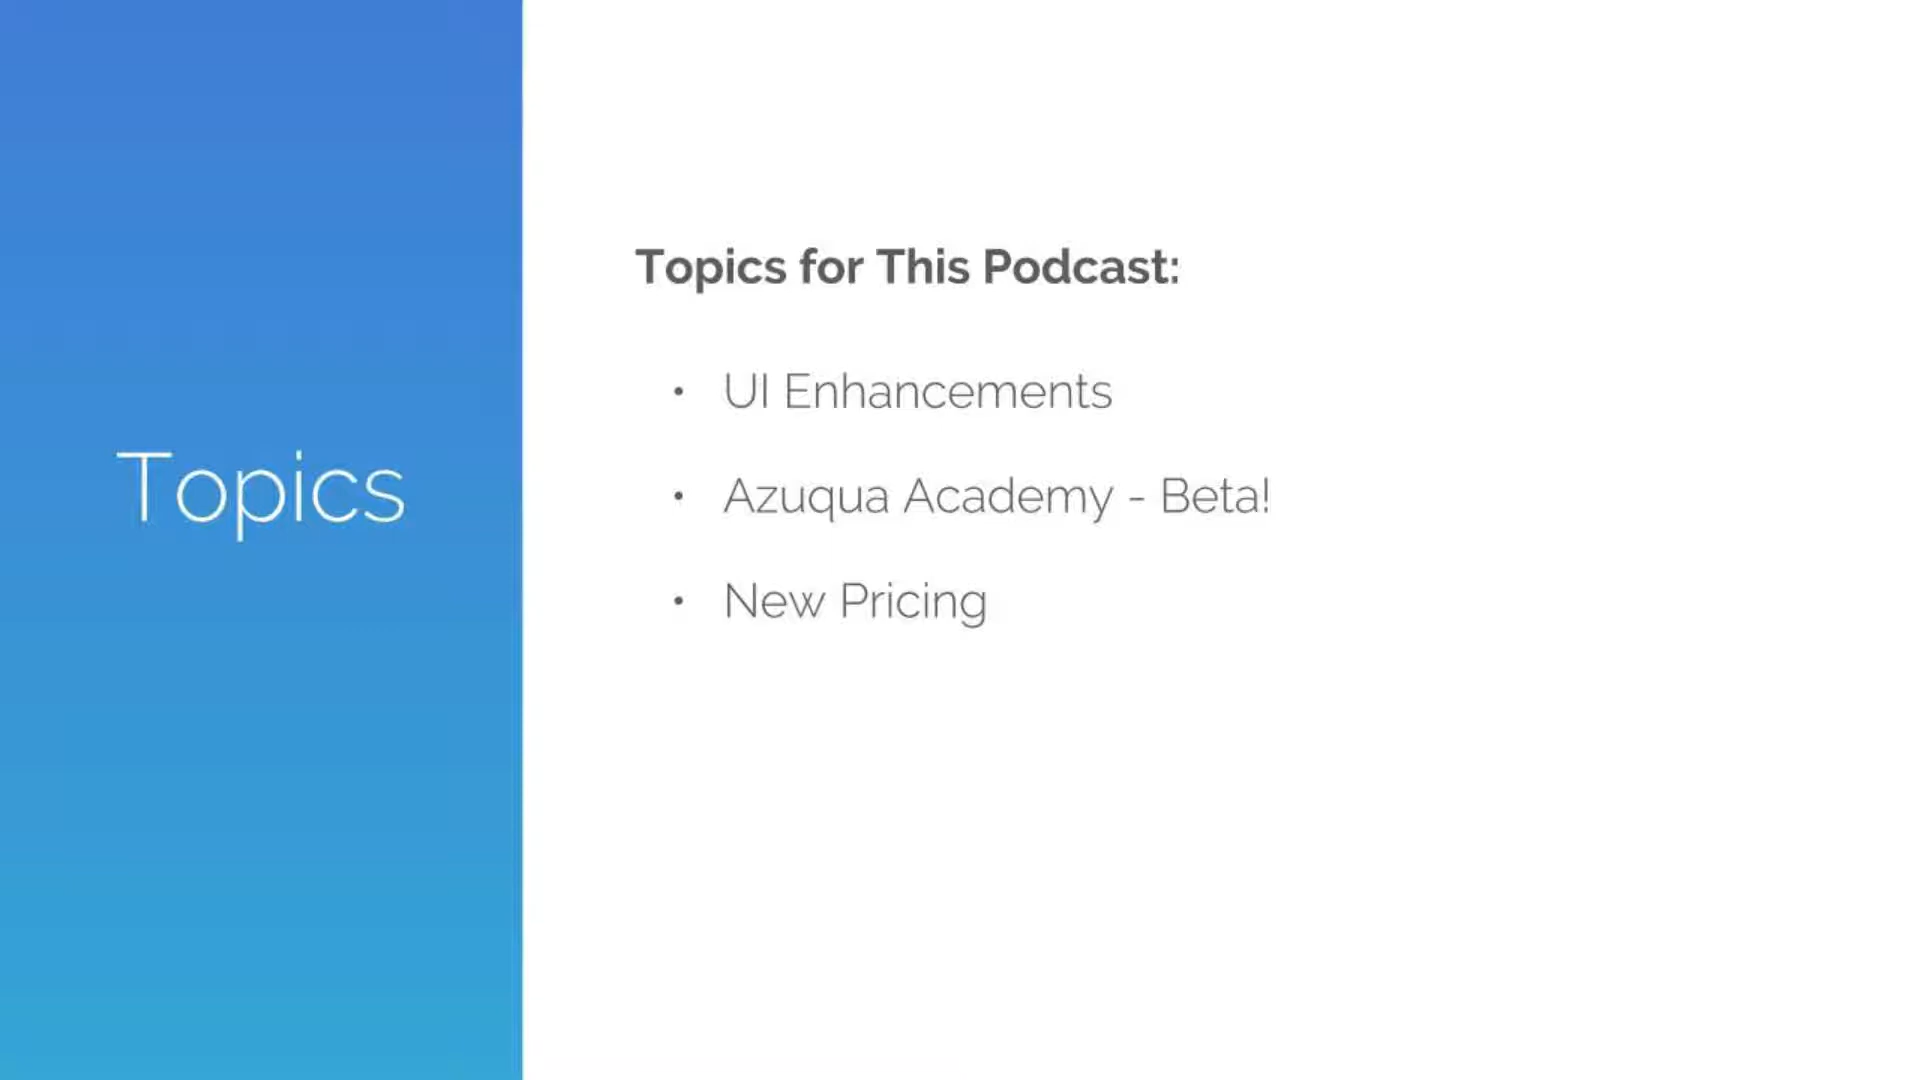 Topics
Topics for This Podcast:
• UI Enhancements
• Azuqua Academy - Beta!
• New Pricing